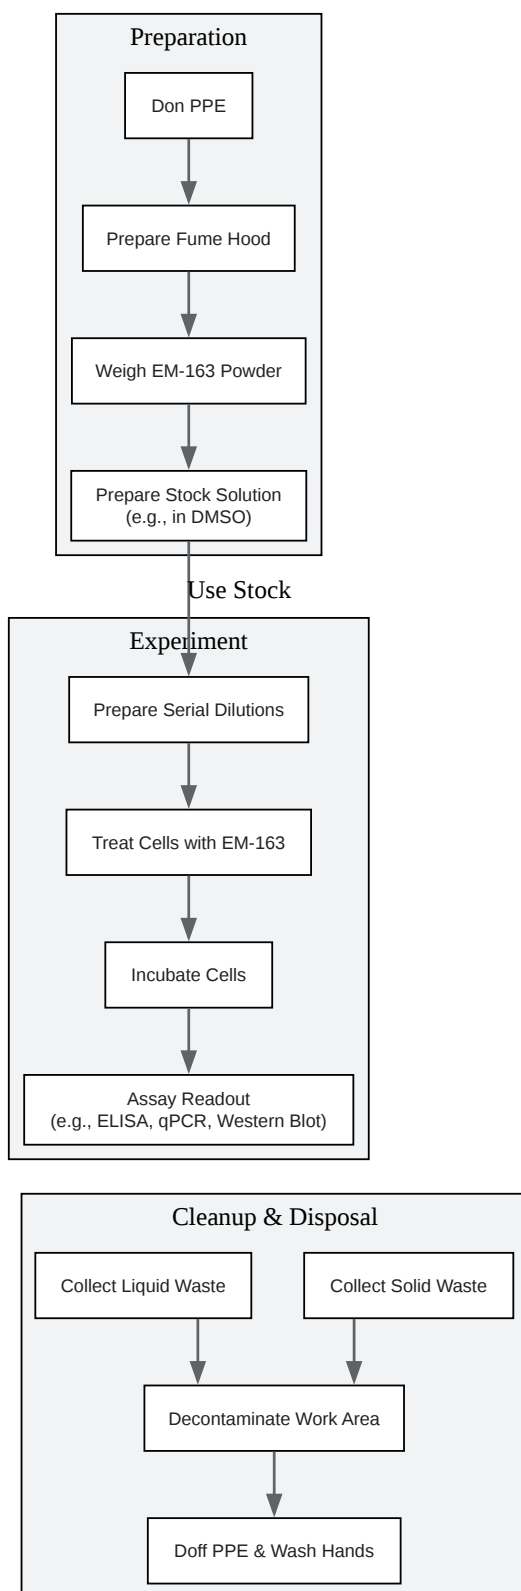 Preparation
Don PPE
Prepare Fume Hood
Weigh EM-163 Powder
Prepare Stock Solution
(e.g., in DMSO)
Use Stock
Experiment
Prepare Serial Dilutions
Treat Cells with EM-163
Incubate Cells
Assay Readout
(e.g., ELISA, qPCR, Western Blot)
Cleanup & Disposal
Collect Liquid Waste
Collect Solid Waste
Decontaminate Work Area
Doff PPE & Wash Hands